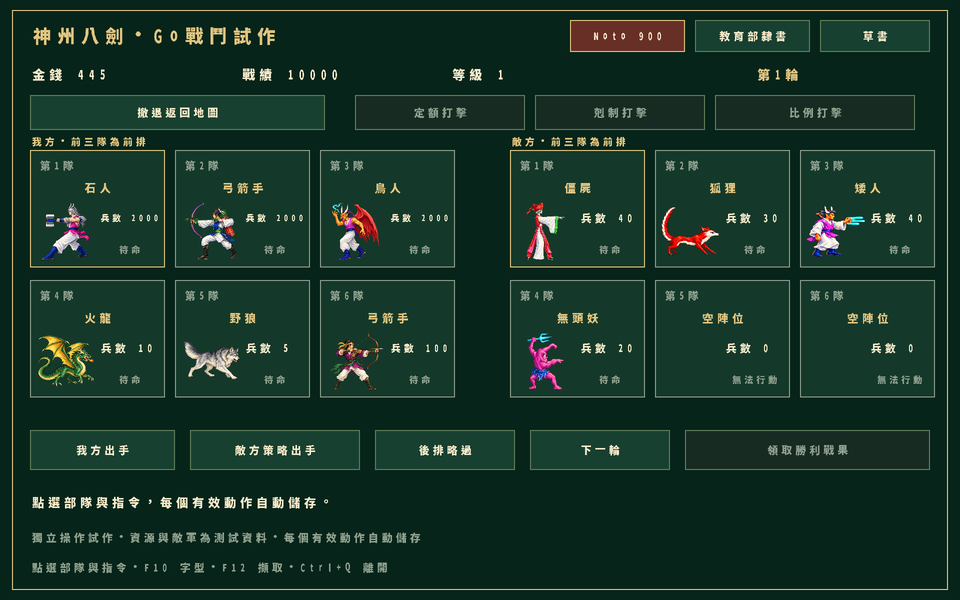 神州八劍・GO戰鬥試作
Noto 900
教育部隸書
草書
金錢 445
戰績 10000
等級 1
第1輪
撤退返回地圖
定額打擊
剋制打擊
比例打擊
我方・前三隊為前排
敵方・前三隊為前排
第1隊
石人
兵數 2000
待命
第2隊
弓箭手
兵數 2000
待命
第3隊
鳥人
兵數 2000
待命
第1隊
僵屍
兵數 40
待命
第2隊
狐狸
兵數 30
待命
第3隊
矮人
兵數 40
待命
第4隊
火龍
兵數 10
待命
第5隊
野狼
兵數 5
待命
第6隊
弓箭手
兵數 100
待命
第4隊
無頭妖
兵數 20
待命
第5隊
空陣位
兵數 0
無法行動
第6隊
空陣位
兵數 0
無法行動
我方出手
敵方策略出手
後排略過
下一輪
領取勝利戰果
點選部隊與指令，每個有效動作自動儲存。
獨立操作試作・資源與敵軍為測試資料・每個有效動作自動儲存
點選部隊與指令・F10 字型・F12 擷取・Ctrl+Q 離開